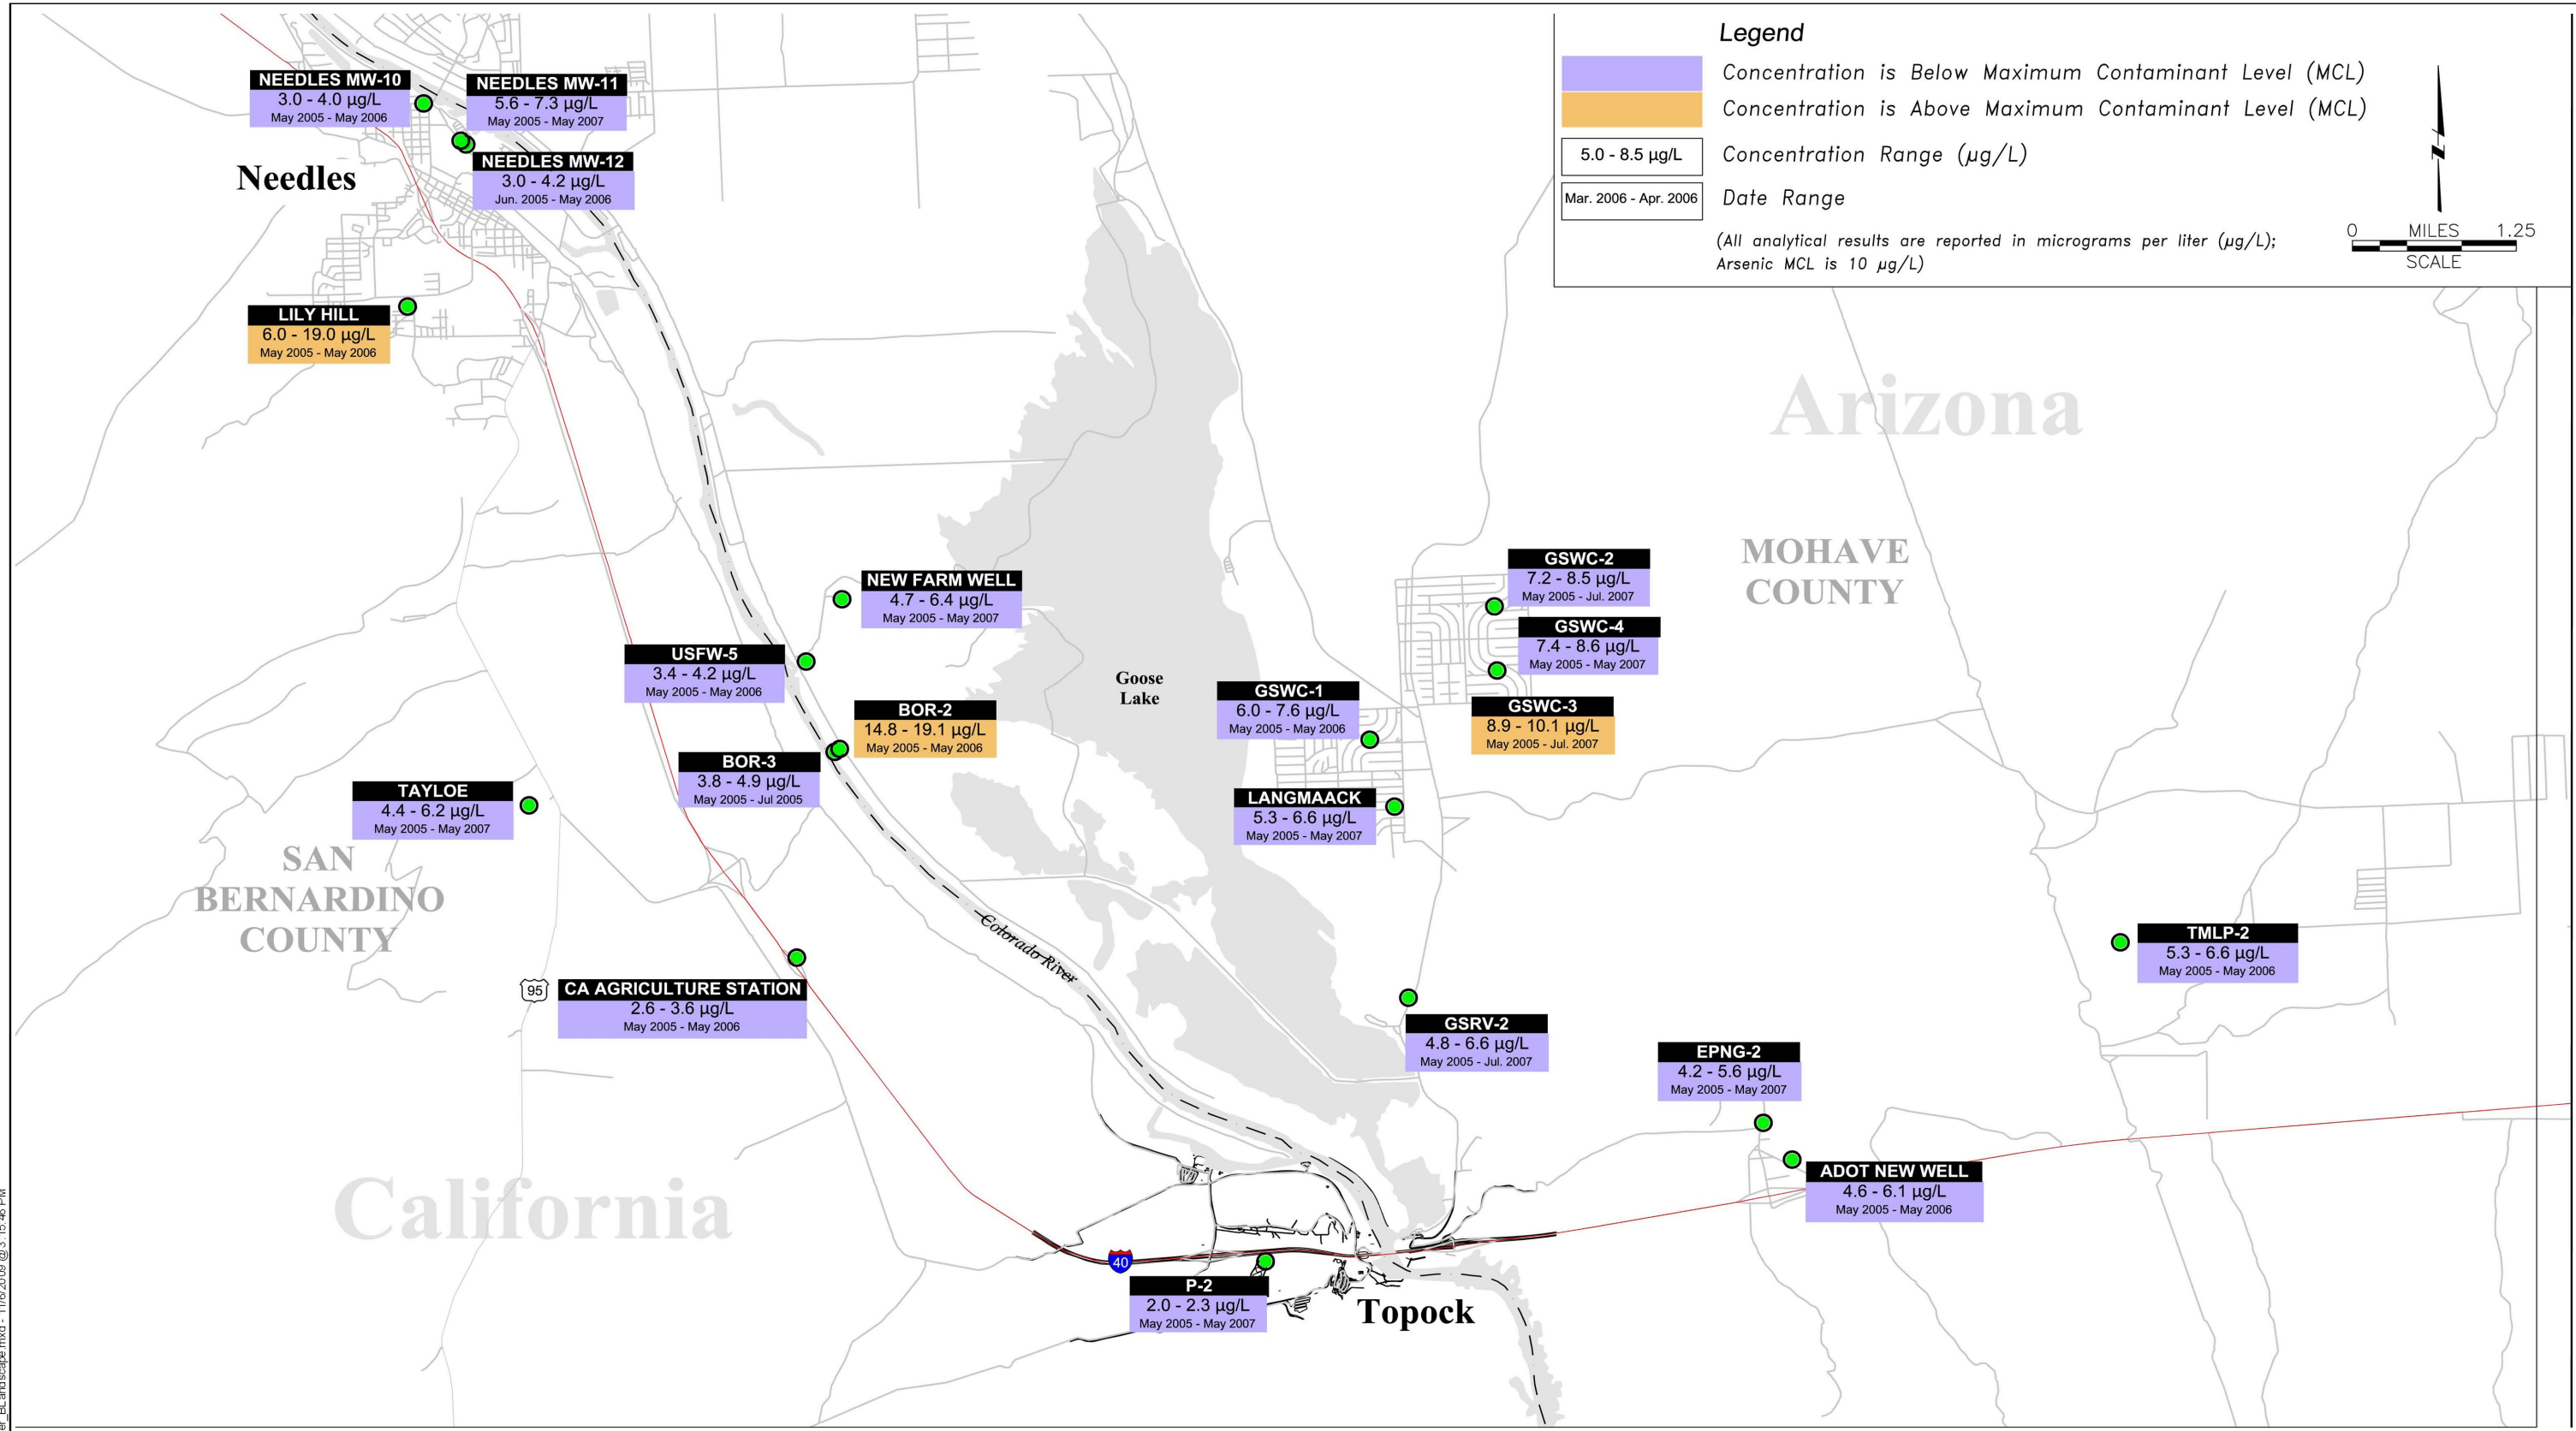 Legend
Concentration is Below Maximum Contaminant Level (MCL)
Concentration is Above Maximum Contaminant Level (MCL)
5.0 - 8.5 µg/L
Concentration Range (µg/L)
Mar. 2006 - Apr. 2006
Date Range
(All analytical results are reported in micrograms per liter (µg/L);
Arsenic MCL is 10 µg/L)
N
0 MILES 1.25
SCALE
NEEDLES MW-10
3.0 - 4.0 µg/L
May 2005 - May 2006
NEEDLES MW-11
5.6 - 7.3 µg/L
May 2005 - May 2007
NEEDLES MW-12
3.0 - 4.2 µg/L
Jun. 2005 - May 2006
Needles
LILY HILL
6.0 - 19.0 µg/L
May 2005 - May 2006
Arizona
MOHAVE
COUNTY
GSWC-2
7.2 - 8.5 µg/L
May 2005 - Jul. 2007
NEW FARM WELL
4.7 - 6.4 µg/L
May 2005 - May 2007
GSWC-4
7.4 - 8.6 µg/L
May 2005 - May 2007
USFW-5
3.4 - 4.2 µg/L
May 2005 - May 2006
Goose
Lake
GSWC-1
6.0 - 7.6 µg/L
May 2005 - May 2006
GSWC-3
8.9 - 10.1 µg/L
May 2005 - Jul. 2007
BOR-2
14.8 - 19.1 µg/L
May 2005 - May 2006
BOR-3
3.8 - 4.9 µg/L
May 2005 - Jul 2005
TAYLOE
4.4 - 6.2 µg/L
May 2005 - May 2007
LANGMAACK
5.3 - 6.6 µg/L
May 2005 - May 2007
SAN
BERNARDINO
COUNTY
Colorado River
TMLP-2
5.3 - 6.6 µg/L
May 2005 - May 2006
95
CA AGRICULTURE STATION
2.6 - 3.6 µg/L
May 2005 - May 2006
GSRV-2
4.8 - 6.6 µg/L
May 2005 - Jul. 2007
EPNG-2
4.2 - 5.6 µg/L
May 2005 - May 2007
ADOT NEW WELL
4.6 - 6.1 µg/L
May 2005 - May 2006
California
40
P-2
2.0 - 2.3 µg/L
May 2005 - May 2007
Topock